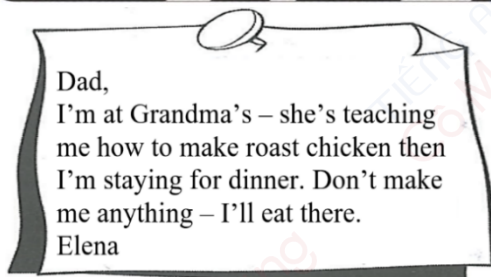 Dad,
I'm at Grandma's – she's teaching
me how to make roast chicken then
I'm staying for dinner. Don't make
me anything – I'll eat there.
Elena